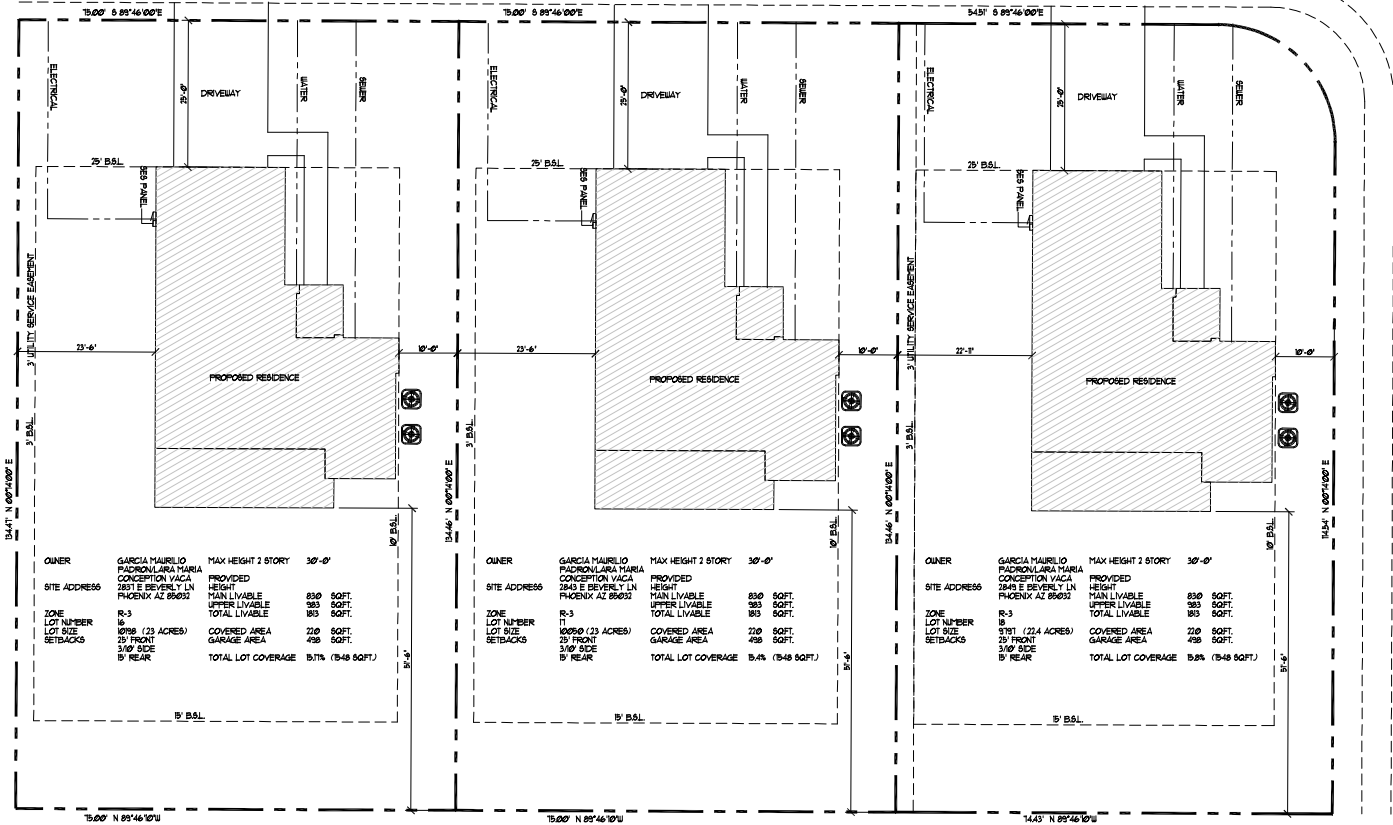 75.00' S 89°46'00"E
75.00' S 89°46'00"E
54.51' S 89°46'00"E
ELECTRICAL
25'-0"
DRIVEWAY
WATER
SEWER
ELECTRICAL
25'-0"
DRIVEWAY
WATER
SEWER
ELECTRICAL
25'-0"
DRIVEWAY
WATER
SEWER
25' B.S.L.
SES PANEL
25' B.S.L.
SES PANEL
25' B.S.L.
SES PANEL
3' UTILITY SERVICE EASEMENT
3' UTILITY SERVICE EASEMENT
3' UTILITY SERVICE EASEMENT
23'-6"
10'-0"
23'-6"
10'-0"
22'-11"
10'-0"
PROPOSED RESIDENCE
PROPOSED RESIDENCE
PROPOSED RESIDENCE
3' B.S.L.
3' B.S.L.
3' B.S.L.
134.47' N 00°14'00" E
134.46' N 00°14'00" E
134.46' N 00°14'00" E
114.54' N 00°14'00" E
10' B.S.L.
10' B.S.L.
10' B.S.L.
OWNER GARCIA MAURILIO MAX HEIGHT 2 STORY 30'-0"
PADRON/LARA MARIA
CONCEPTION VACA PROVIDED
SITE ADDRESS 2837 E BEVERLY LN HEIGHT
PHOENIX AZ 85032 MAIN LIVABLE 830 SQFT.
UPPER LIVABLE 983 SQFT.
ZONE R-3 TOTAL LIVABLE 1813 SQFT.
LOT NUMBER 16
LOT SIZE 10198 (.23 ACRES) COVERED AREA 220 SQFT.
SETBACKS 25' FRONT GARAGE AREA 498 SQFT.
3/10' SIDE
15' REAR TOTAL LOT COVERAGE 15.17% (1548 SQFT.)
OWNER GARCIA MAURILIO MAX HEIGHT 2 STORY 30'-0"
PADRON/LARA MARIA
CONCEPTION VACA PROVIDED
SITE ADDRESS 2843 E BEVERLY LN HEIGHT
PHOENIX AZ 85032 MAIN LIVABLE 830 SQFT.
UPPER LIVABLE 983 SQFT.
ZONE R-3 TOTAL LIVABLE 1813 SQFT.
LOT NUMBER 17
LOT SIZE 10050 (.23 ACRES) COVERED AREA 220 SQFT.
SETBACKS 25' FRONT GARAGE AREA 498 SQFT.
3/10' SIDE
15' REAR TOTAL LOT COVERAGE 15.4% (1548 SQFT.)
OWNER GARCIA MAURILIO MAX HEIGHT 2 STORY 30'-0"
PADRON/LARA MARIA
CONCEPTION VACA PROVIDED
SITE ADDRESS 2849 E BEVERLY LN HEIGHT
PHOENIX AZ 85032 MAIN LIVABLE 830 SQFT.
UPPER LIVABLE 983 SQFT.
ZONE R-3 TOTAL LIVABLE 1813 SQFT.
LOT NUMBER 18
LOT SIZE 9797 (.224 ACRES) COVERED AREA 220 SQFT.
SETBACKS 25' FRONT GARAGE AREA 498 SQFT.
3/10' SIDE
15' REAR TOTAL LOT COVERAGE 15.8% (1548 SQFT.)
51'-6"
51'-6"
51'-6"
15' B.S.L.
15' B.S.L.
15' B.S.L.
75.00' N 89°46'10"W
75.00' N 89°46'10"W
74.43' N 89°46'10"W